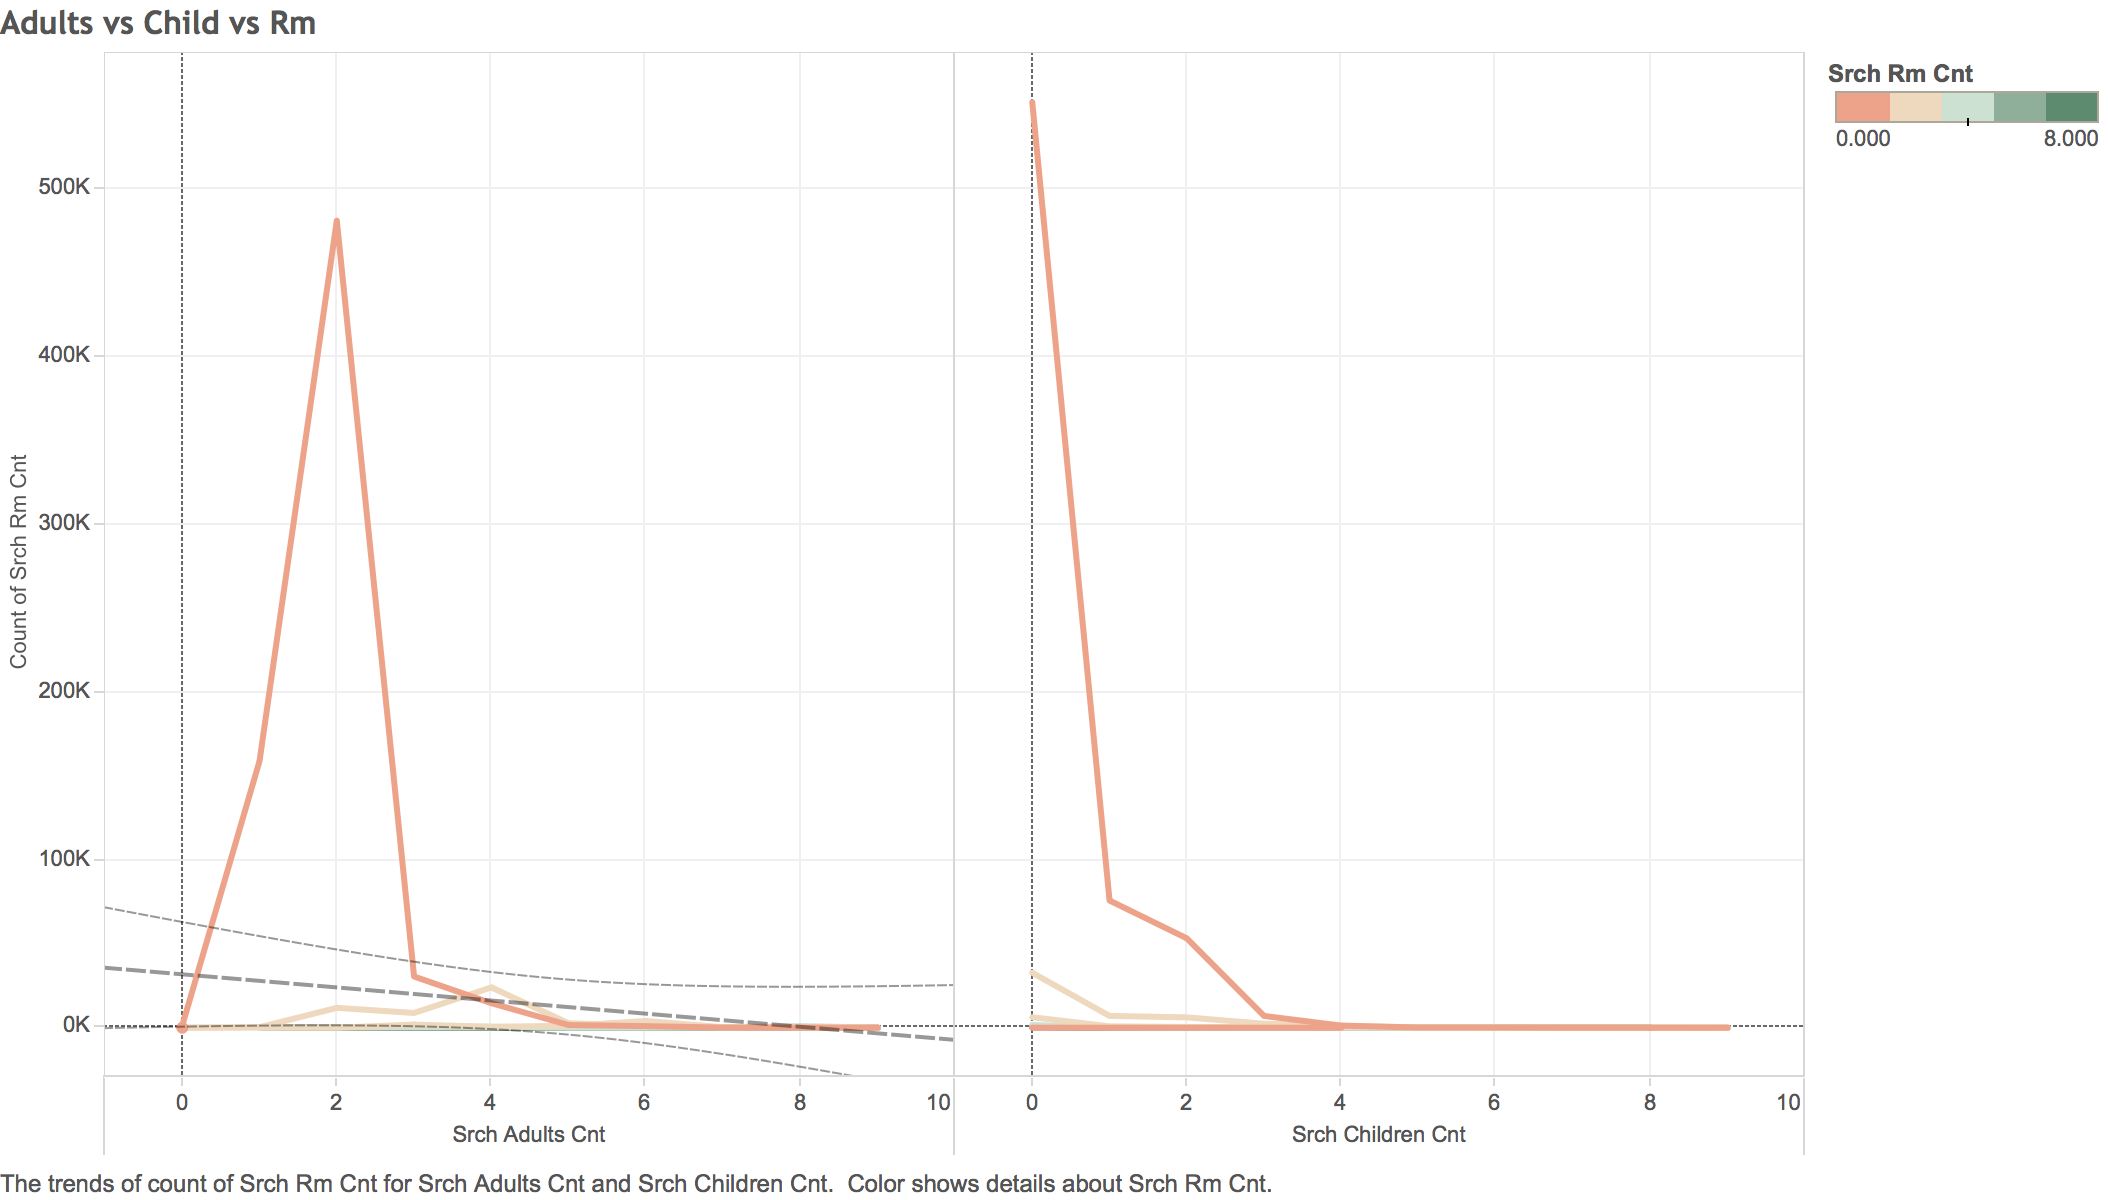 Adults vs Child vs Rm
Srch Rm Cnt
0.000 8.000
500K
400K
300K
200K
100K
0K
Count of Srch Rm Cnt
0 2 4 6 8 10 0 2 4 6 8 10
Srch Adults Cnt Srch Children Cnt
The trends of count of Srch Rm Cnt for Srch Adults Cnt and Srch Children Cnt.  Color shows details about Srch Rm Cnt.